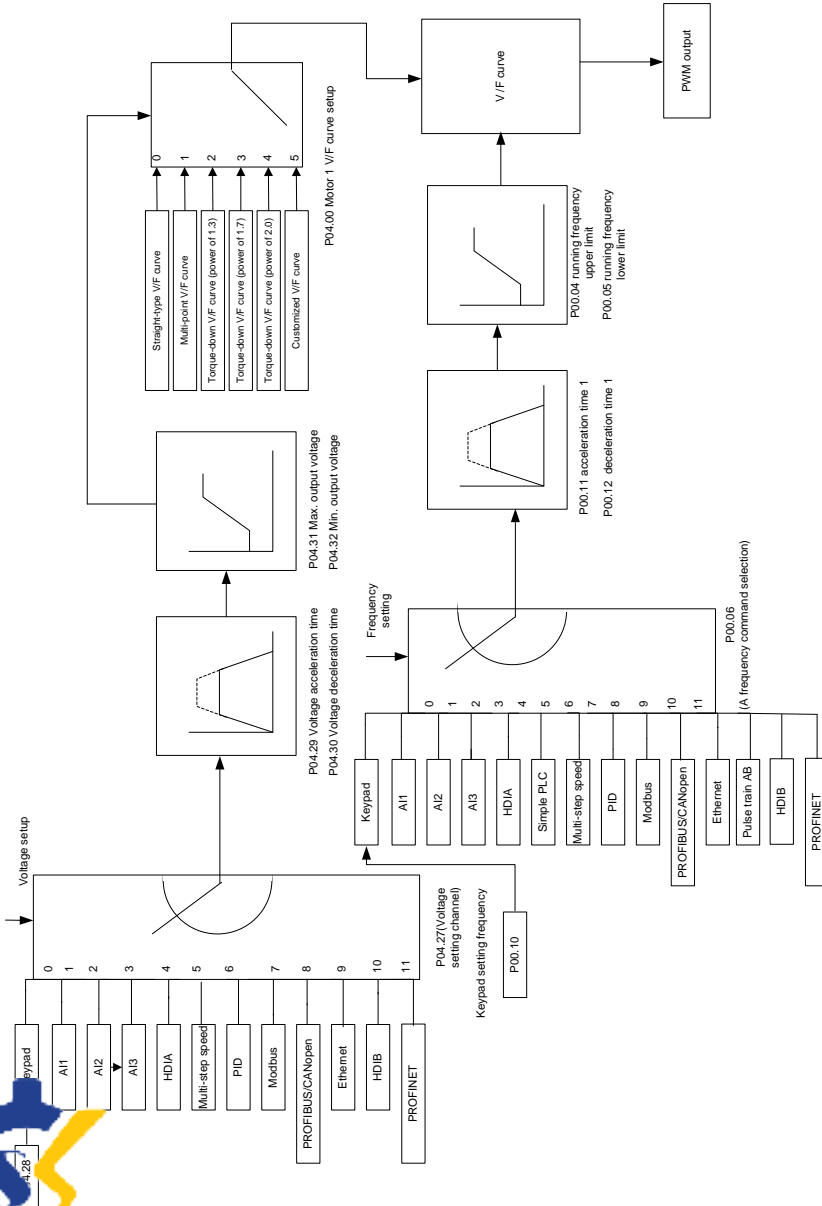 Straight-type V/F curve
Multi-point V/F curve
Torque-down V/F curve (power of 1.3)
Torque-down V/F curve (power of 1.7)
Torque-down V/F curve (power of 2.0)
Customized V/F curve
0
1
2
3
4
5
P04.00 Motor 1 V/F curve setup
V/F curve
PWM output
P04.31 Max. output voltage
P04.32 Min. output voltage
P04.29 Voltage acceleration time
P04.30 Voltage deceleration time
Voltage setup
0
1
2
3
4
5
6
7
8
9
10
11
AI1
AI2
AI3
HDIA
Multi-step speed
PID
Modbus
PROFIBUS/CANopen
Ethernet
HDIB
PROFINET
P04.27(Voltage
setting channel)
Keypad setting frequency
P00.10
Frequency
setting
Keypad
AI1
AI2
AI3
HDIA
Simple PLC
Multi-step speed
PID
Modbus
PROFIBUS/CANopen
Ethernet
Pulse train AB
HDIB
PROFINET
0
1
2
3
4
5
6
7
8
9
10
11
P00.06
(A frequency command selection)
P00.11 acceleration time 1
P00.12 deceleration time 1
P00.04 running frequency
upper limit
P00.05 running frequency
lower limit